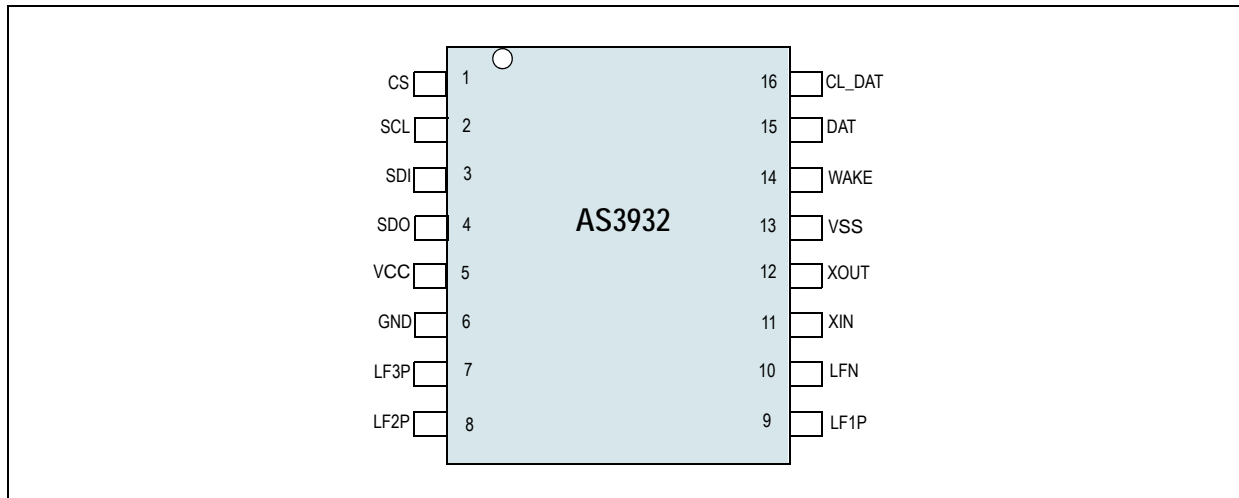 CS 1 16 CL_DAT
SCL 2 15 DAT
SDI 3 14 WAKE
SDO 4 AS3932 13 VSS
VCC 5 12 XOUT
GND 6 11 XIN
LF3P 7 10 LFN
LF2P 8 9 LF1P